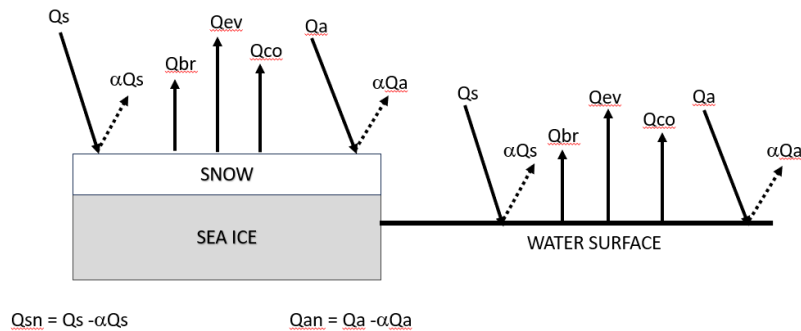 Qs
Qev
Qa
Qbr
Qco
αQs
αQa
Qs
Qev
Qa
Qbr
Qco
αQs
αQa
SNOW
SEA ICE
WATER SURFACE
Qsn = Qs -αQs
Qan = Qa -αQa